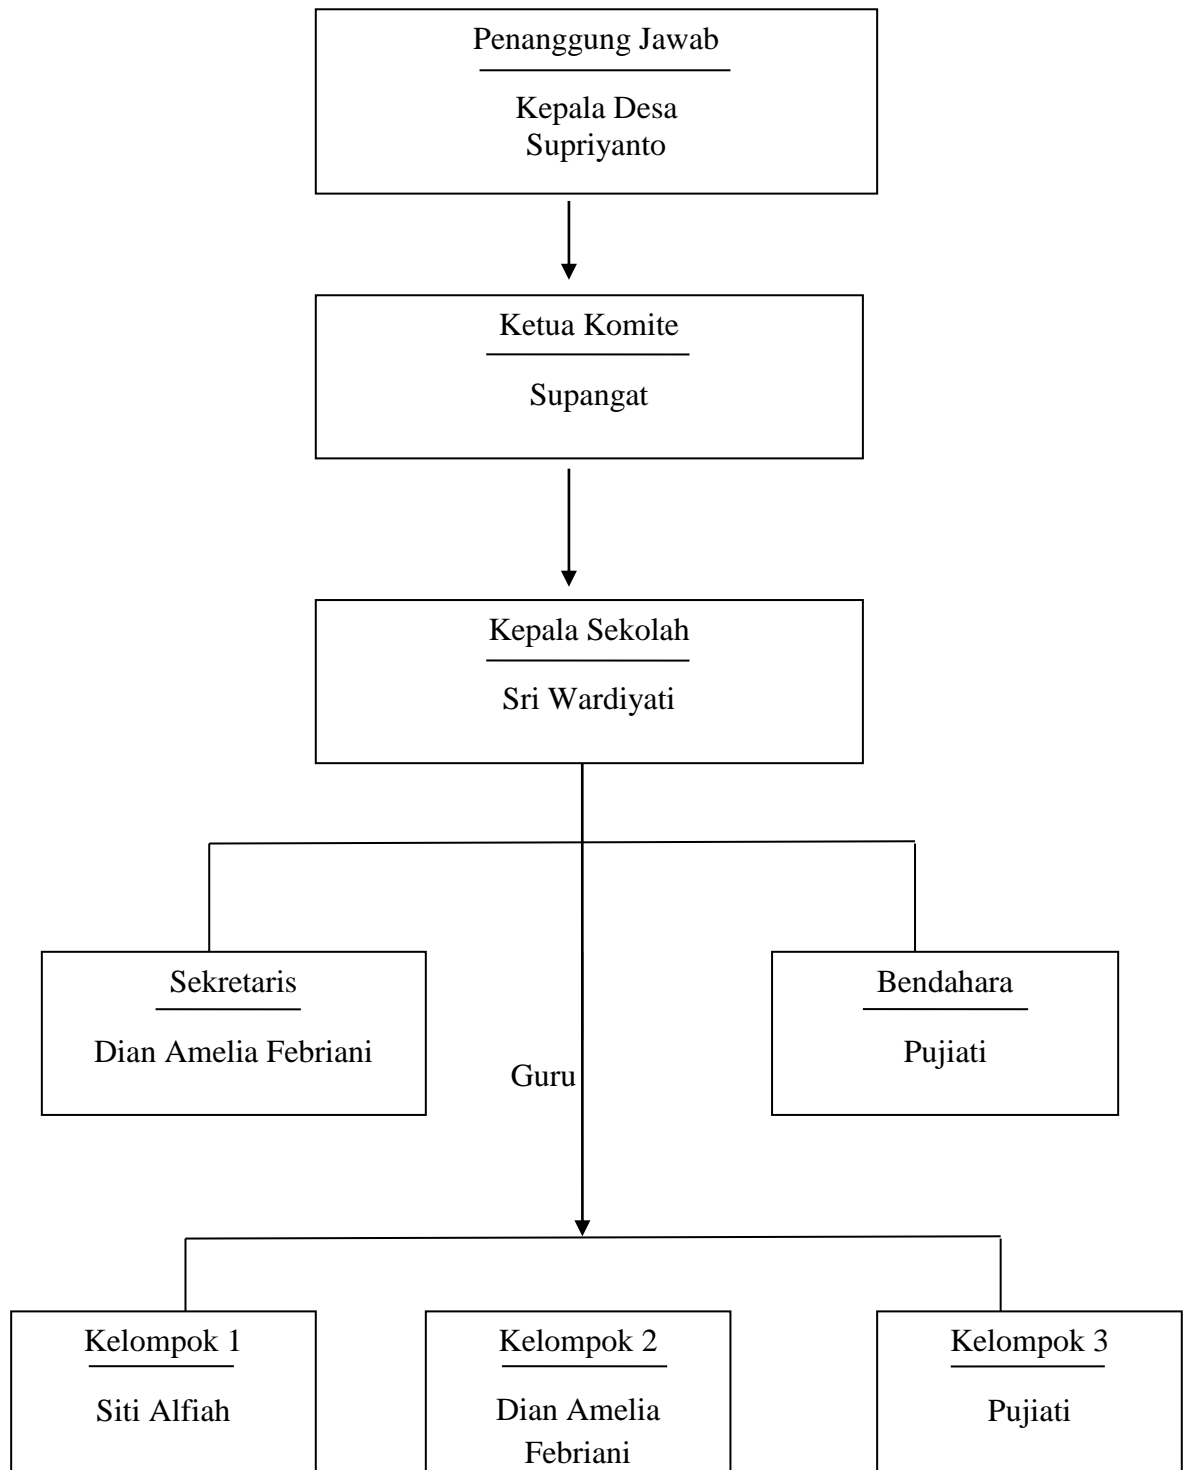 Penanggung Jawab
Kepala Desa
Supriyanto
Ketua Komite
Supangat
Kepala Sekolah
Sri Wardiyati
Sekretaris
Dian Amelia Febriani
Bendahara
Pujiati
Guru
Kelompok 1
Siti Alfiah
Kelompok 2
Dian Amelia
Febriani
Kelompok 3
Pujiati